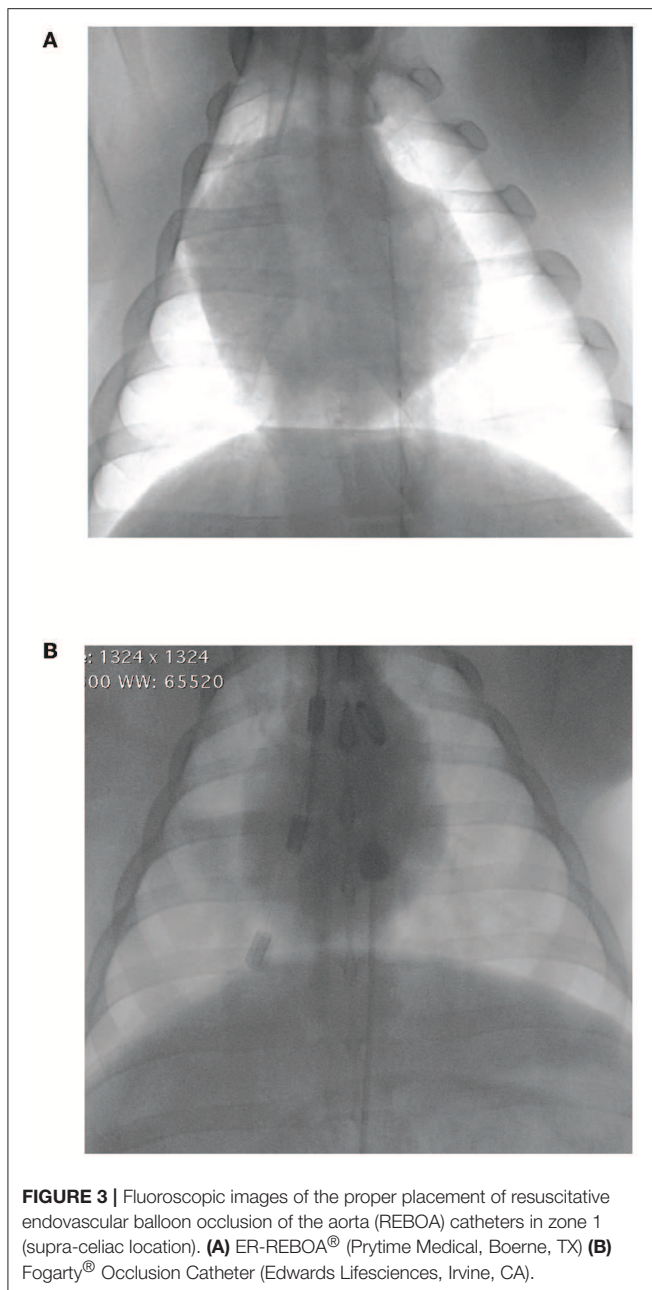 A
B
: 1324 x 1324
00 WW: 65520
FIGURE 3 | Fluoroscopic images of the proper placement of resuscitative
endovascular balloon occlusion of the aorta (REBOA) catheters in zone 1
(supra-celiac location). (A) ER-REBOA® (Prytime Medical, Boerne, TX) (B)
Fogarty® Occlusion Catheter (Edwards Lifesciences, Irvine, CA).